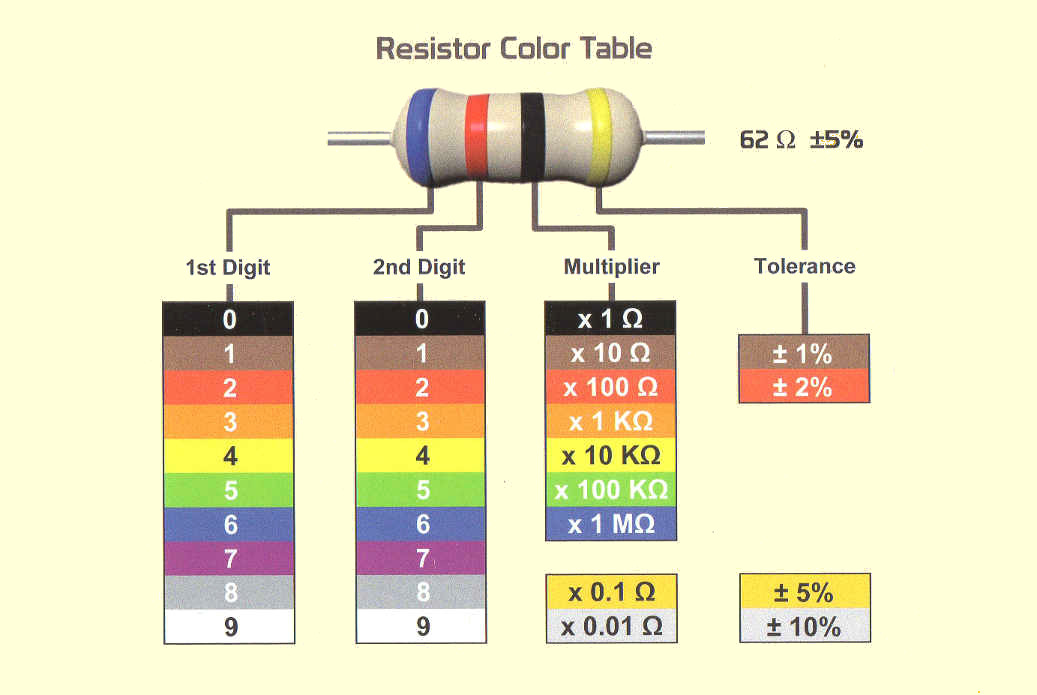 Resistor Color Table
62 Ω ±5%
1st Digit 2nd Digit Multiplier Tolerance
0 0 x 1 Ω
1 1 x 10 Ω ± 1%
2 2 x 100 Ω ± 2%
3 3 x 1 KΩ
4 4 x 10 KΩ
5 5 x 100 KΩ
6 6 x 1 MΩ
7 7
8 8 x 0.1 Ω ± 5%
9 9 x 0.01 Ω ± 10%